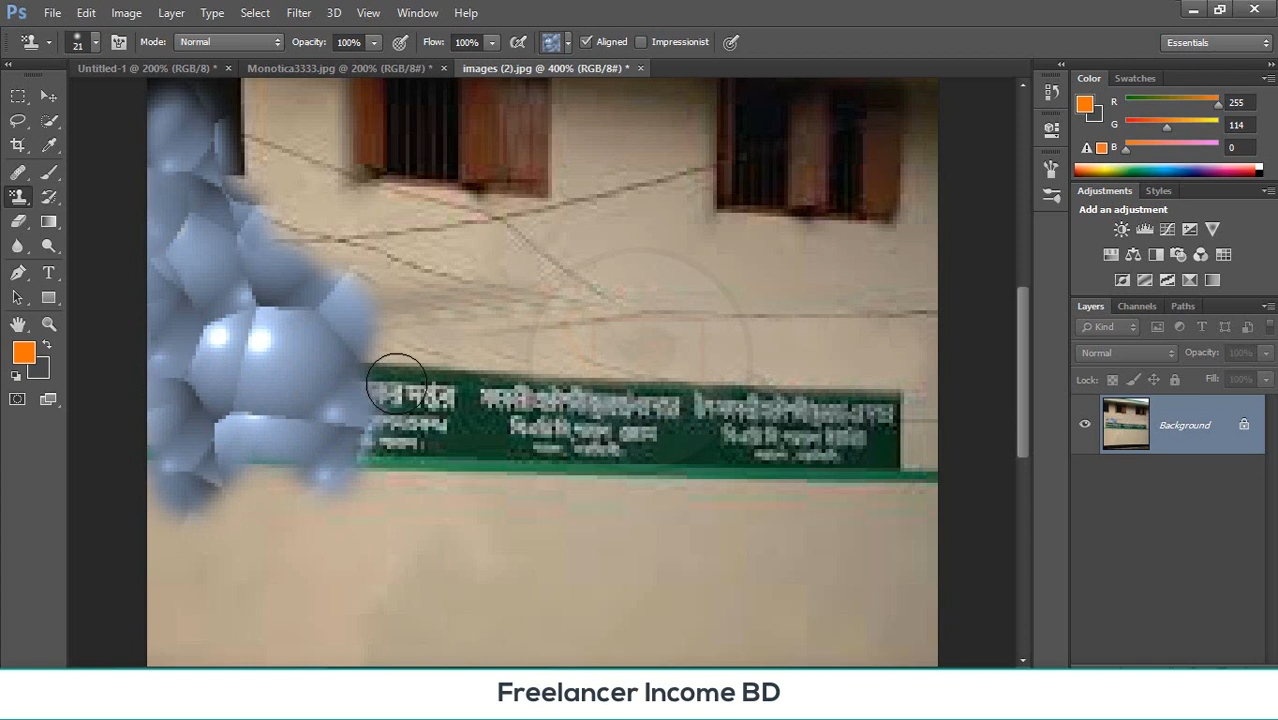 Ps File Edit Image Layer Type Select Filter 3D View Window Help
21 Mode: Normal Opacity: 100% Flow: 100% Aligned Impressionist Essentials
Untitled-1 @ 200% (RGB/8) * × Monotica3333.jpg @ 200% (RGB/8#) * × images (2).jpg @ 400% (RGB/8#) * ×
Color Swatches
R 255
G 114
B 0
Adjustments Styles
Add an adjustment
Layers Channels Paths
Kind
Normal Opacity: 100%
Lock: Fill: 100%
Background
Freelancer Income BD